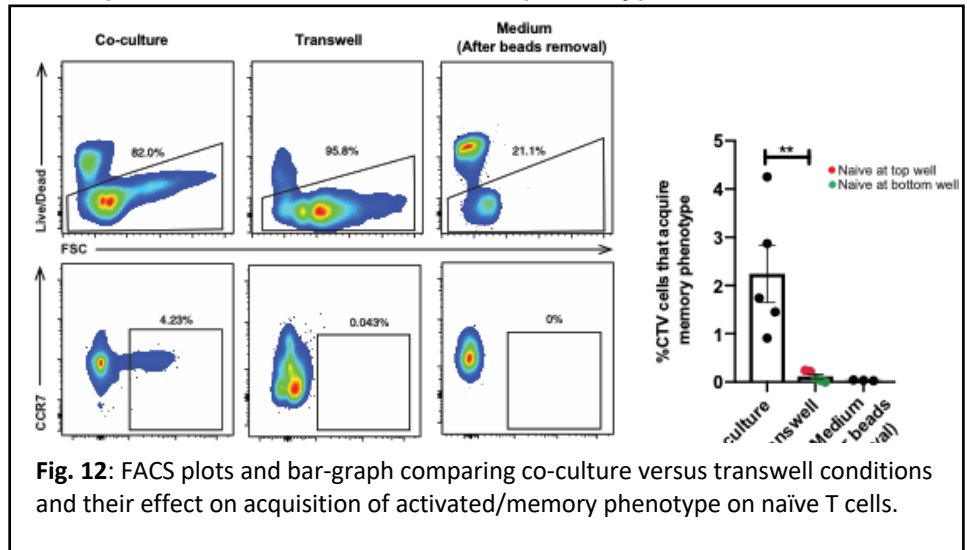 Co-culture
Transwell
Medium
(After beads removal)
Live/Dead
82.0%
95.8%
21.1%
FSC
CCR7
4.23%
0.043%
0%
%CTV cells that acquire
memory phenotype
5
4
3
2
1
0
**
Naive at top well
Naive at bottom well
culture
Medium
beads
Fig. 12: FACS plots and bar-graph comparing co-culture versus transwell conditions
and their effect on acquisition of activated/memory phenotype on naïve T cells.